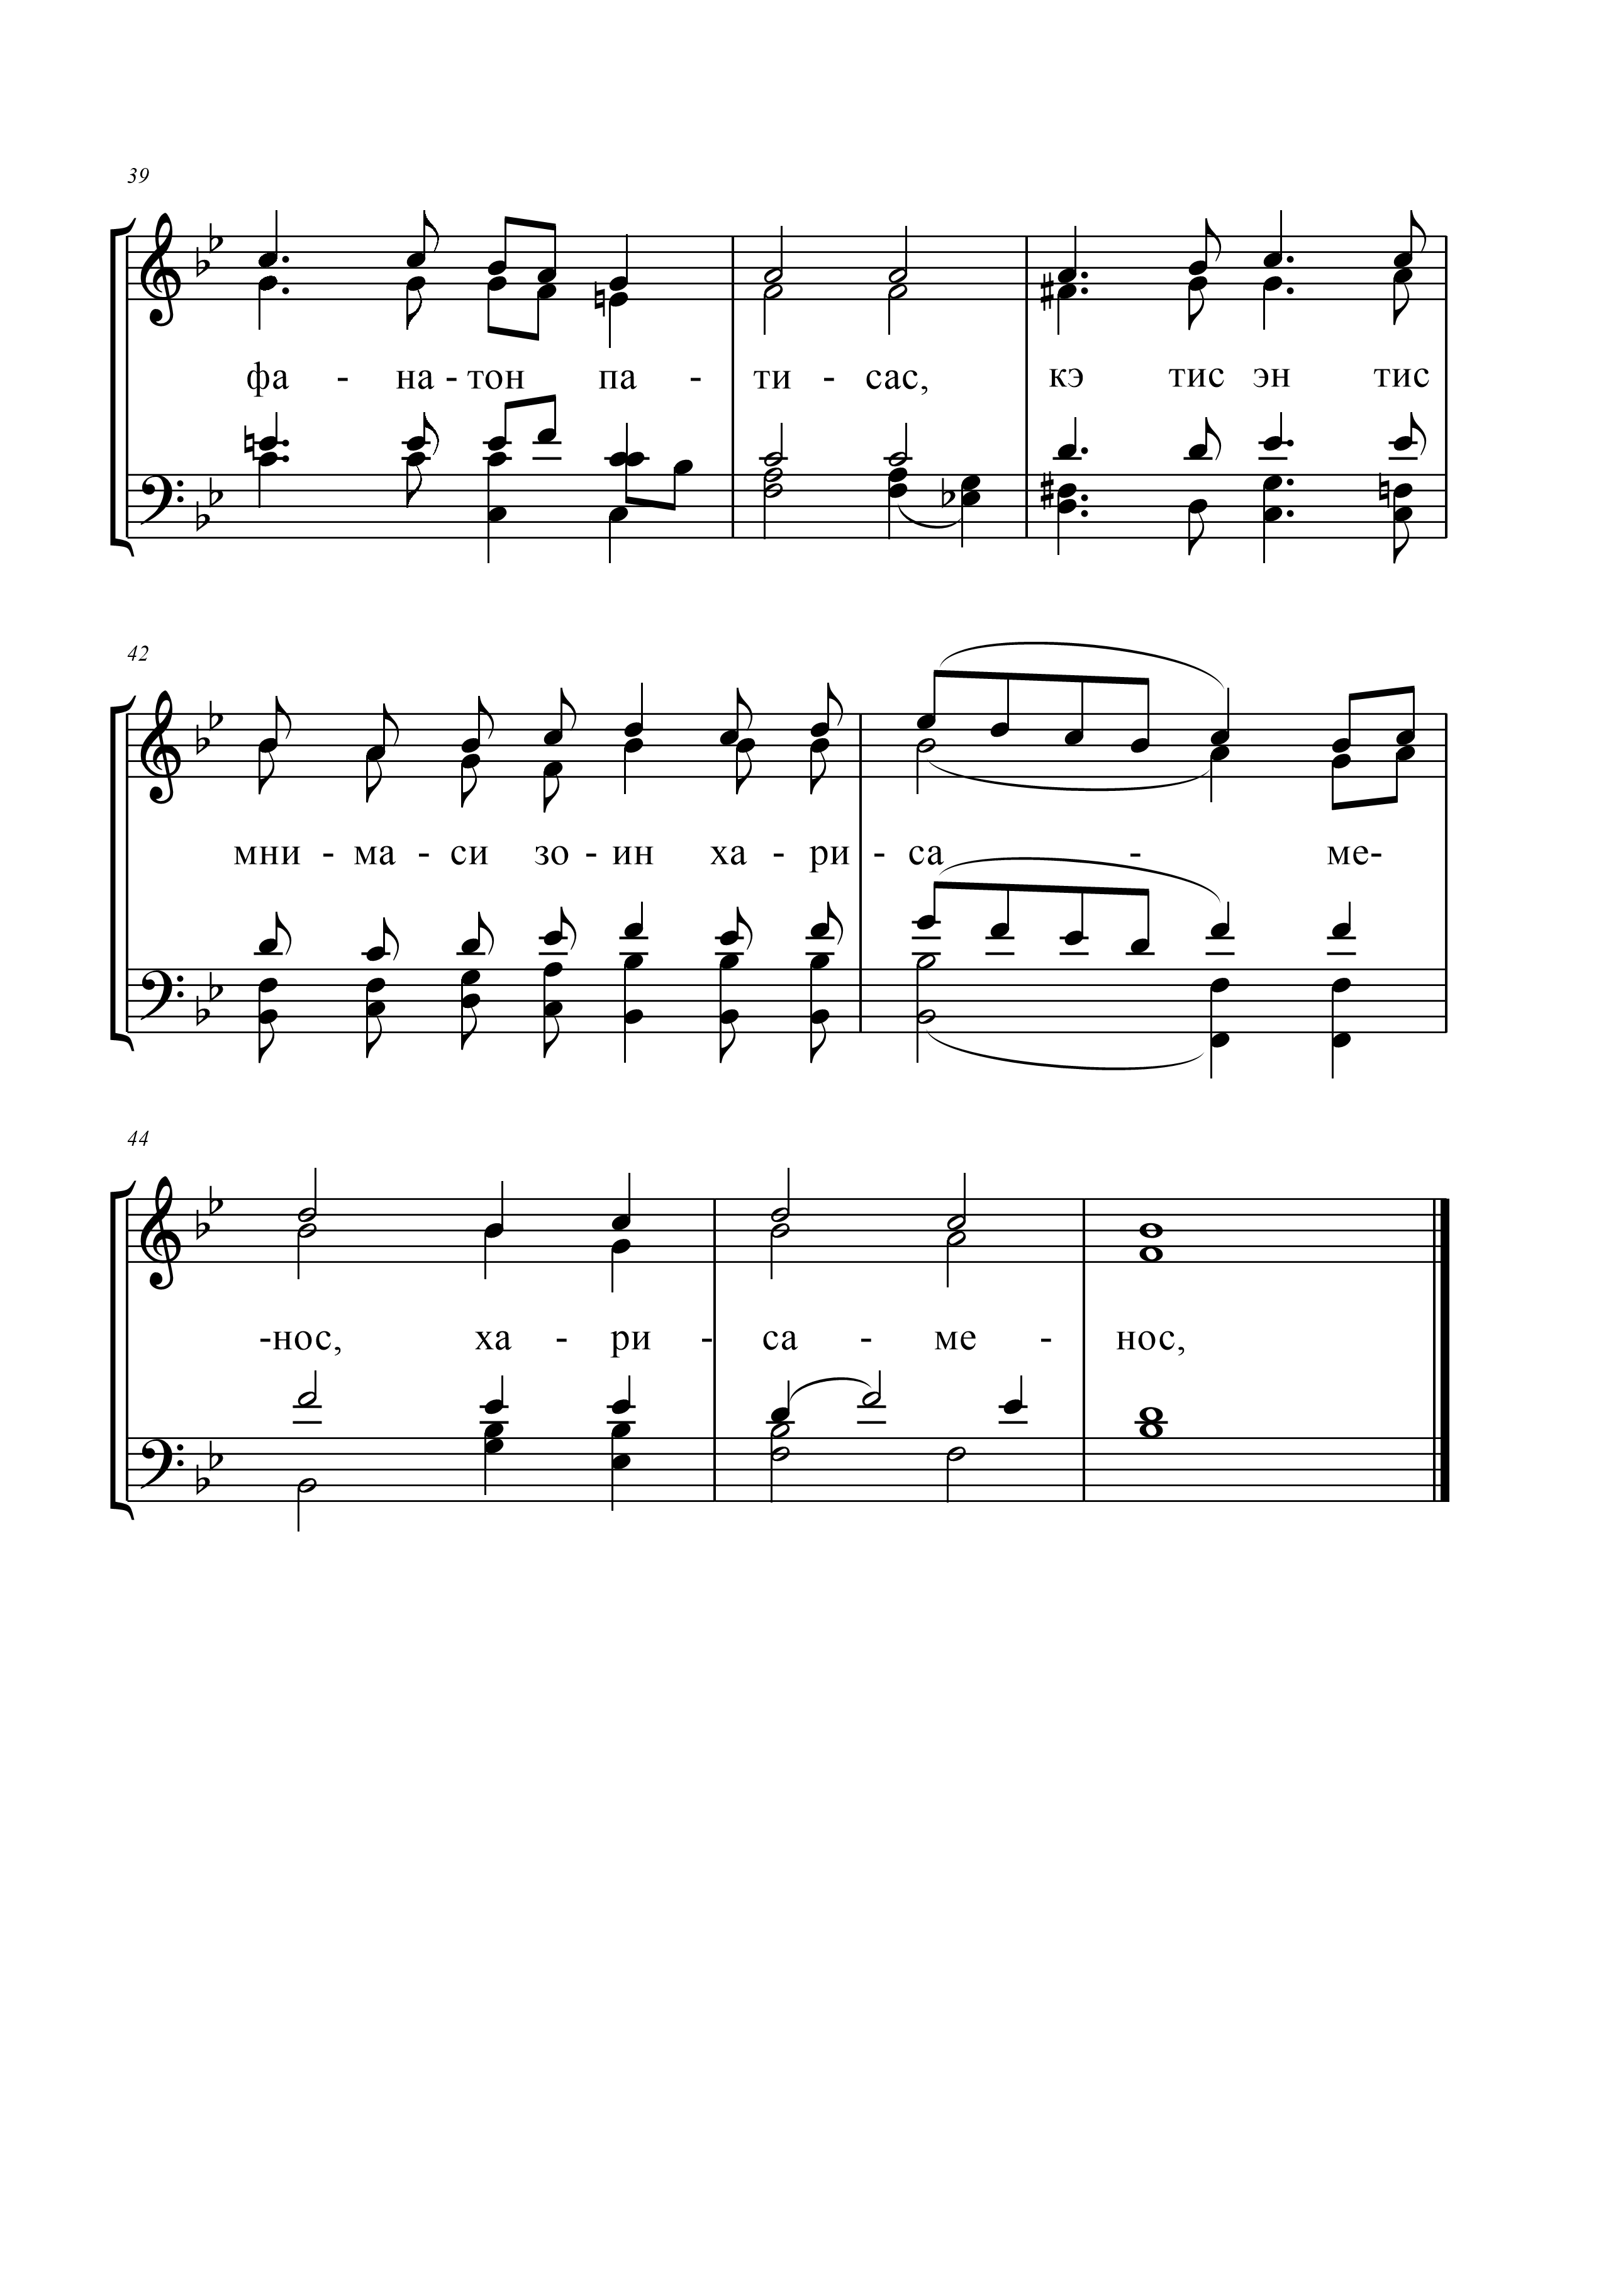 39
фа - на - тон па - ти - сас, кэ тис эн тис
42
мни - ма - си зо - ин ха - ри - са - ме-
44
-нос, ха - ри - са - ме - нос,